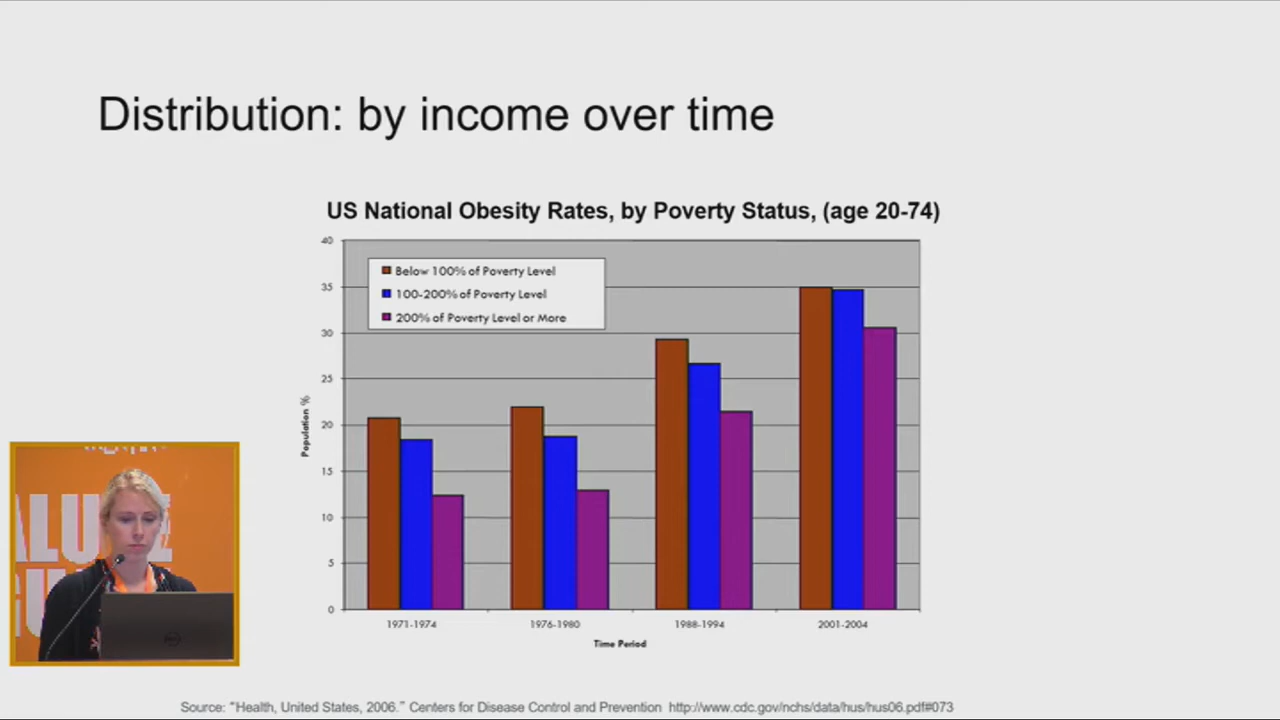 Distribution: by income over time
US National Obesity Rates, by Poverty Status, (age 20-74)
40
35
30
25
20
15
10
5
0
Population %
Below 100% of Poverty Level
100-200% of Poverty Level
200% of Poverty Level or More
1971-1974
1976-1980
1988-1994
2001-2004
Time Period
ALUE
Source: "Health, United States, 2006." Centers for Disease Control and Prevention http://www.cdc.gov/nchs/data/hus/hus06.pdf#073